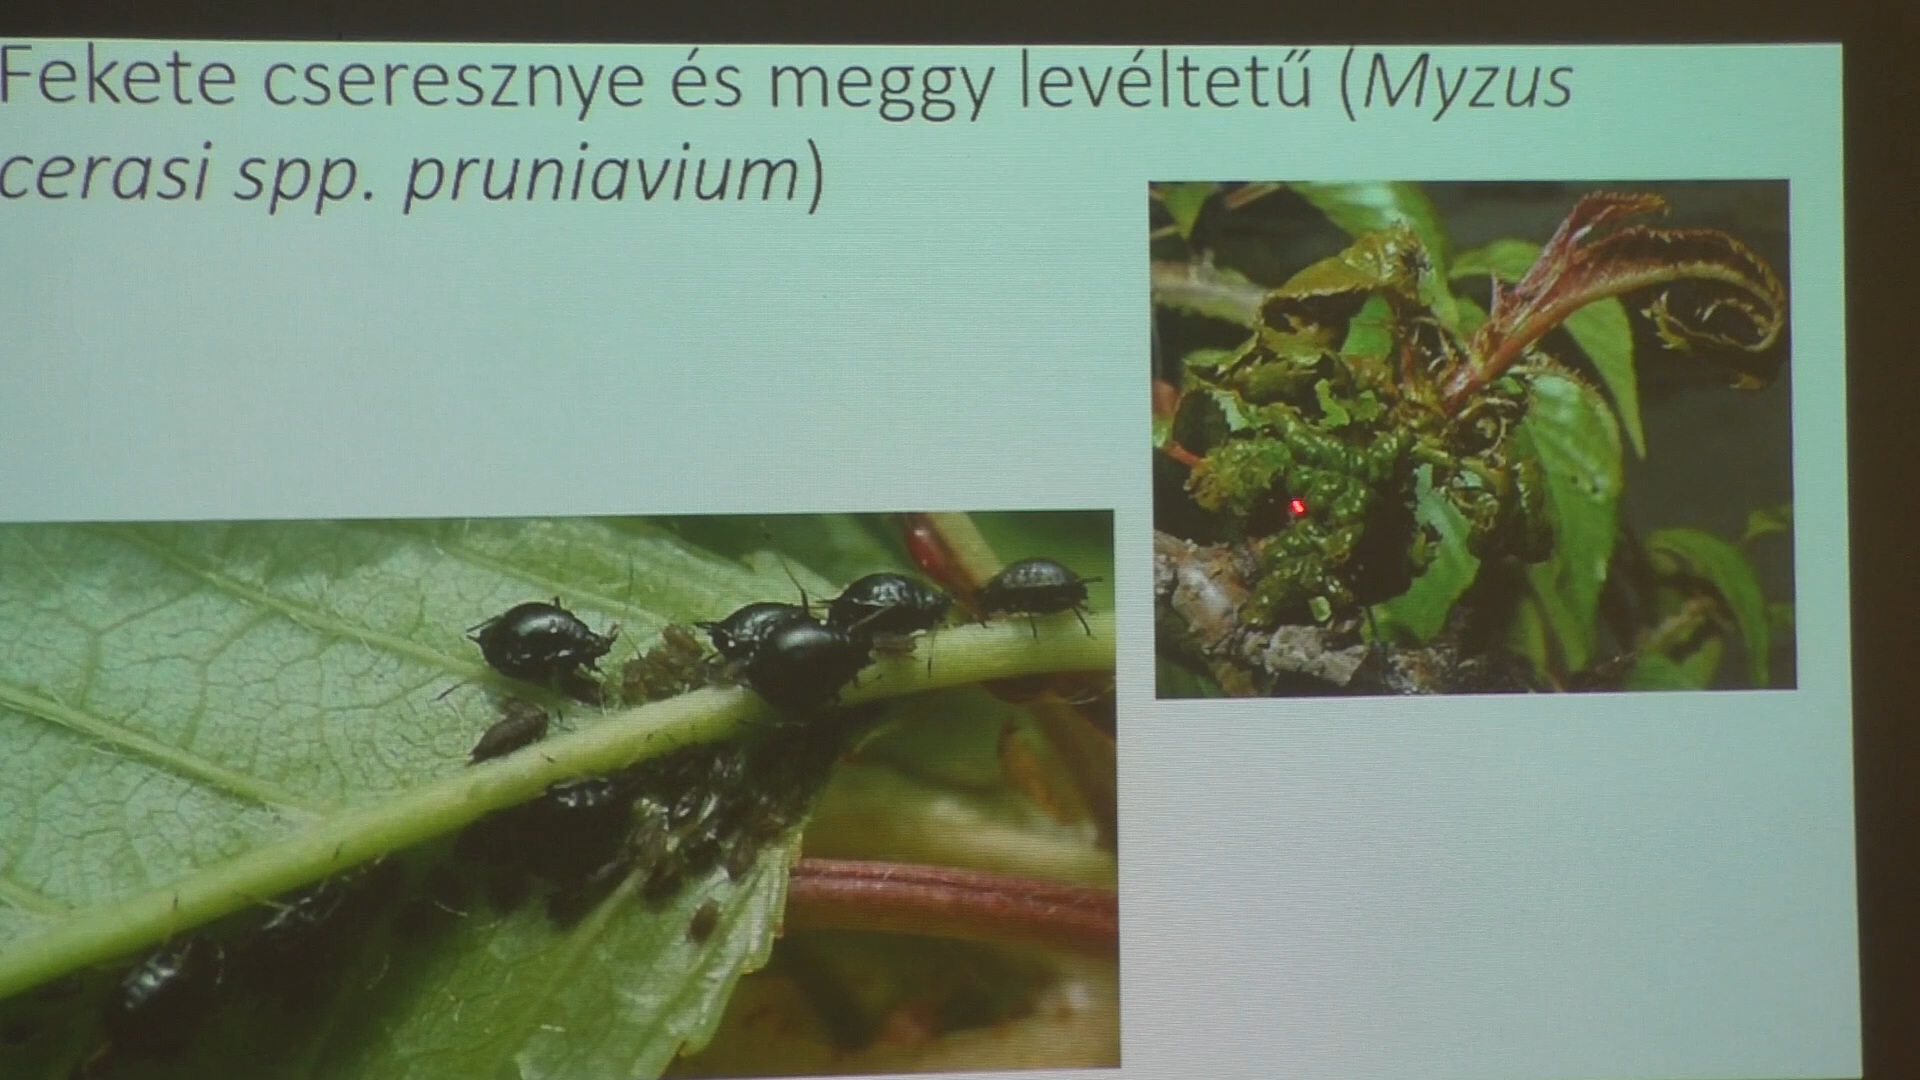 Fekete cseresznye és meggy levéltetű (Myzus
cerasi spp. pruniavium)